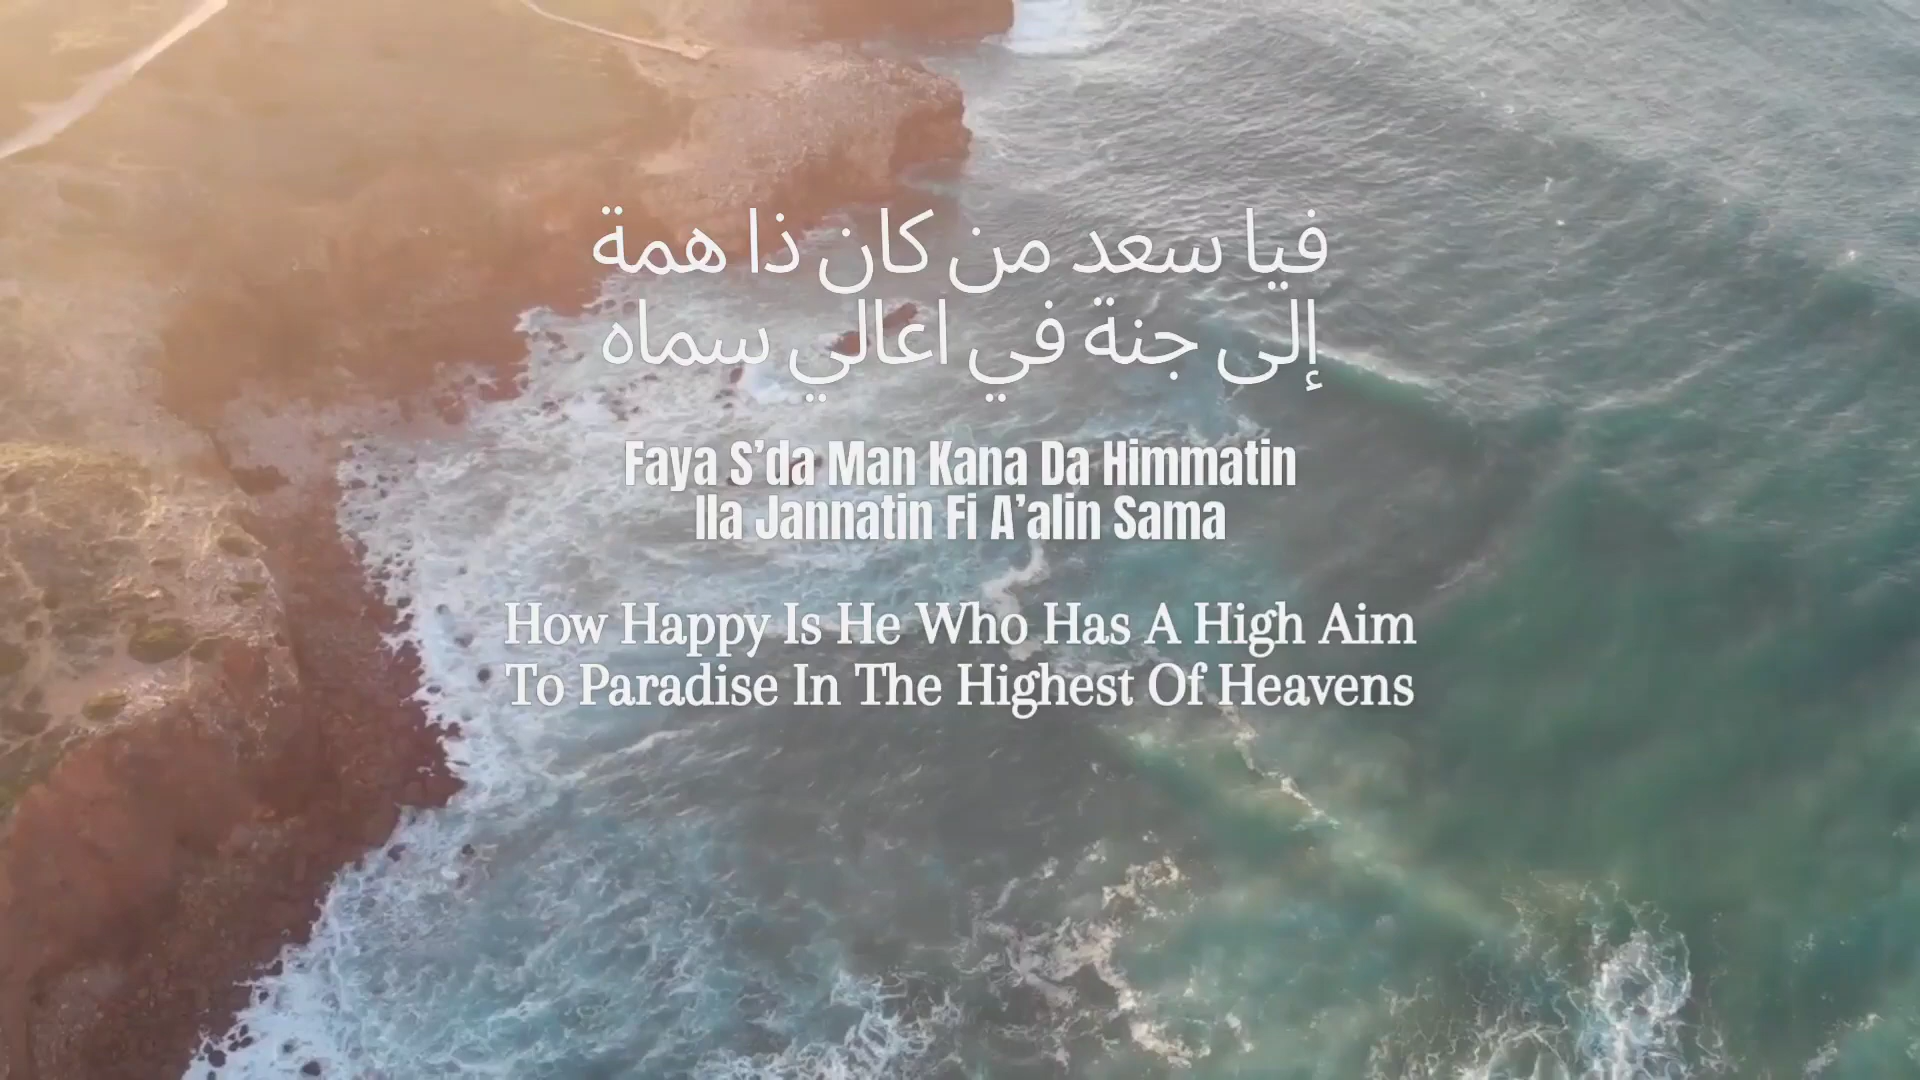 فيا سعد من كان ذا همة
إلى جنة في اعالي سماه
Faya S’da Man Kana Da Himmatin
Ila Jannatin Fi A’alin Sama
How Happy Is He Who Has A High Aim
To Paradise In The Highest Of Heavens